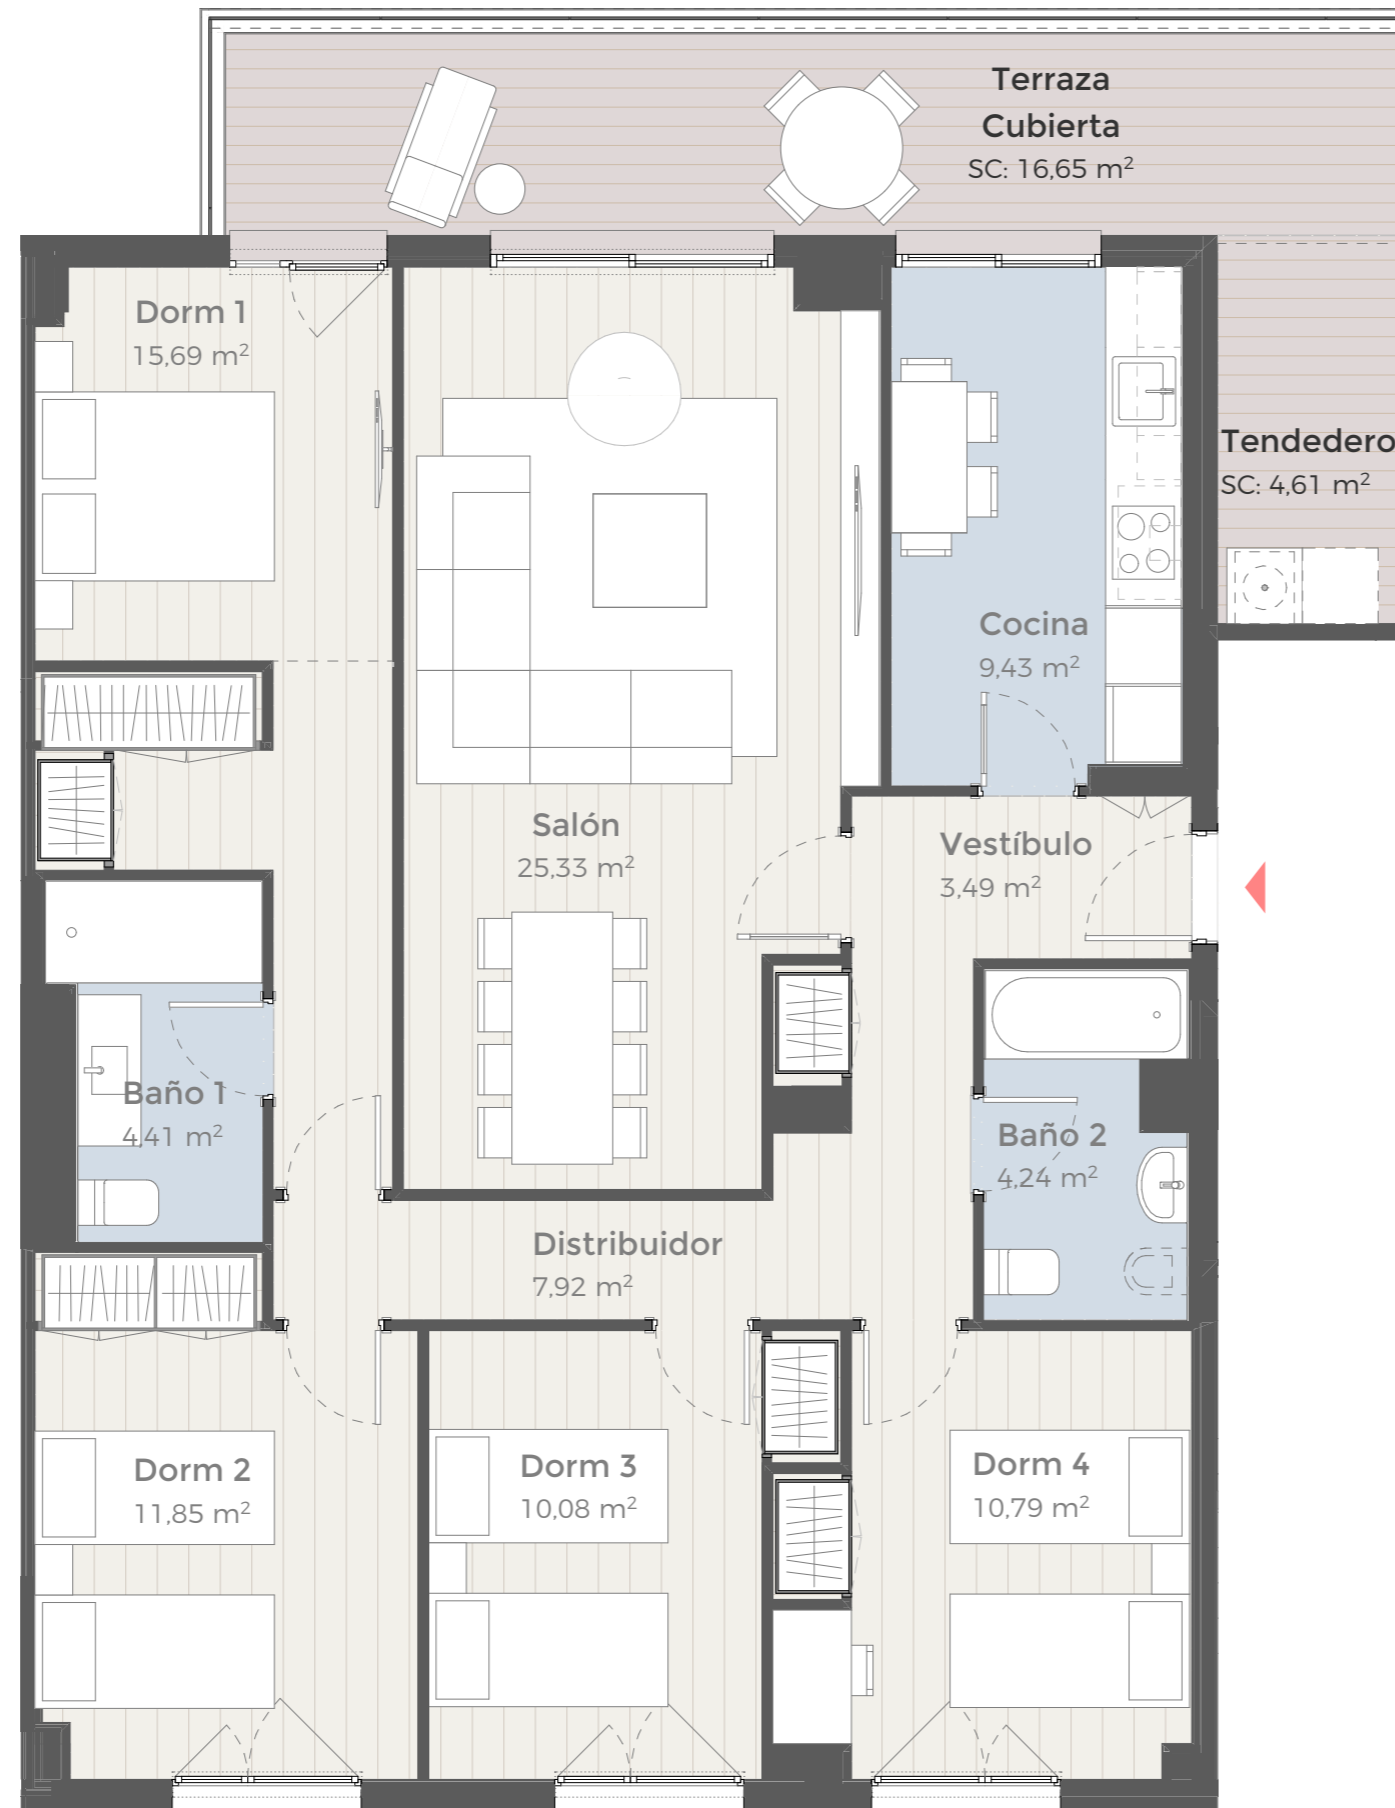 Terraza
Cubierta
SC: 16,65 m²
Dorm 1
15,69 m²
Tendedero
SC: 4,61 m²
Cocina
9,43 m²
Salón
25,33 m²
Vestíbulo
3,49 m²
Baño 1
4,41 m²
Baño 2
4,24 m²
Distribuidor
7,92 m²
Dorm 2
11,85 m²
Dorm 3
10,08 m²
Dorm 4
10,79 m²